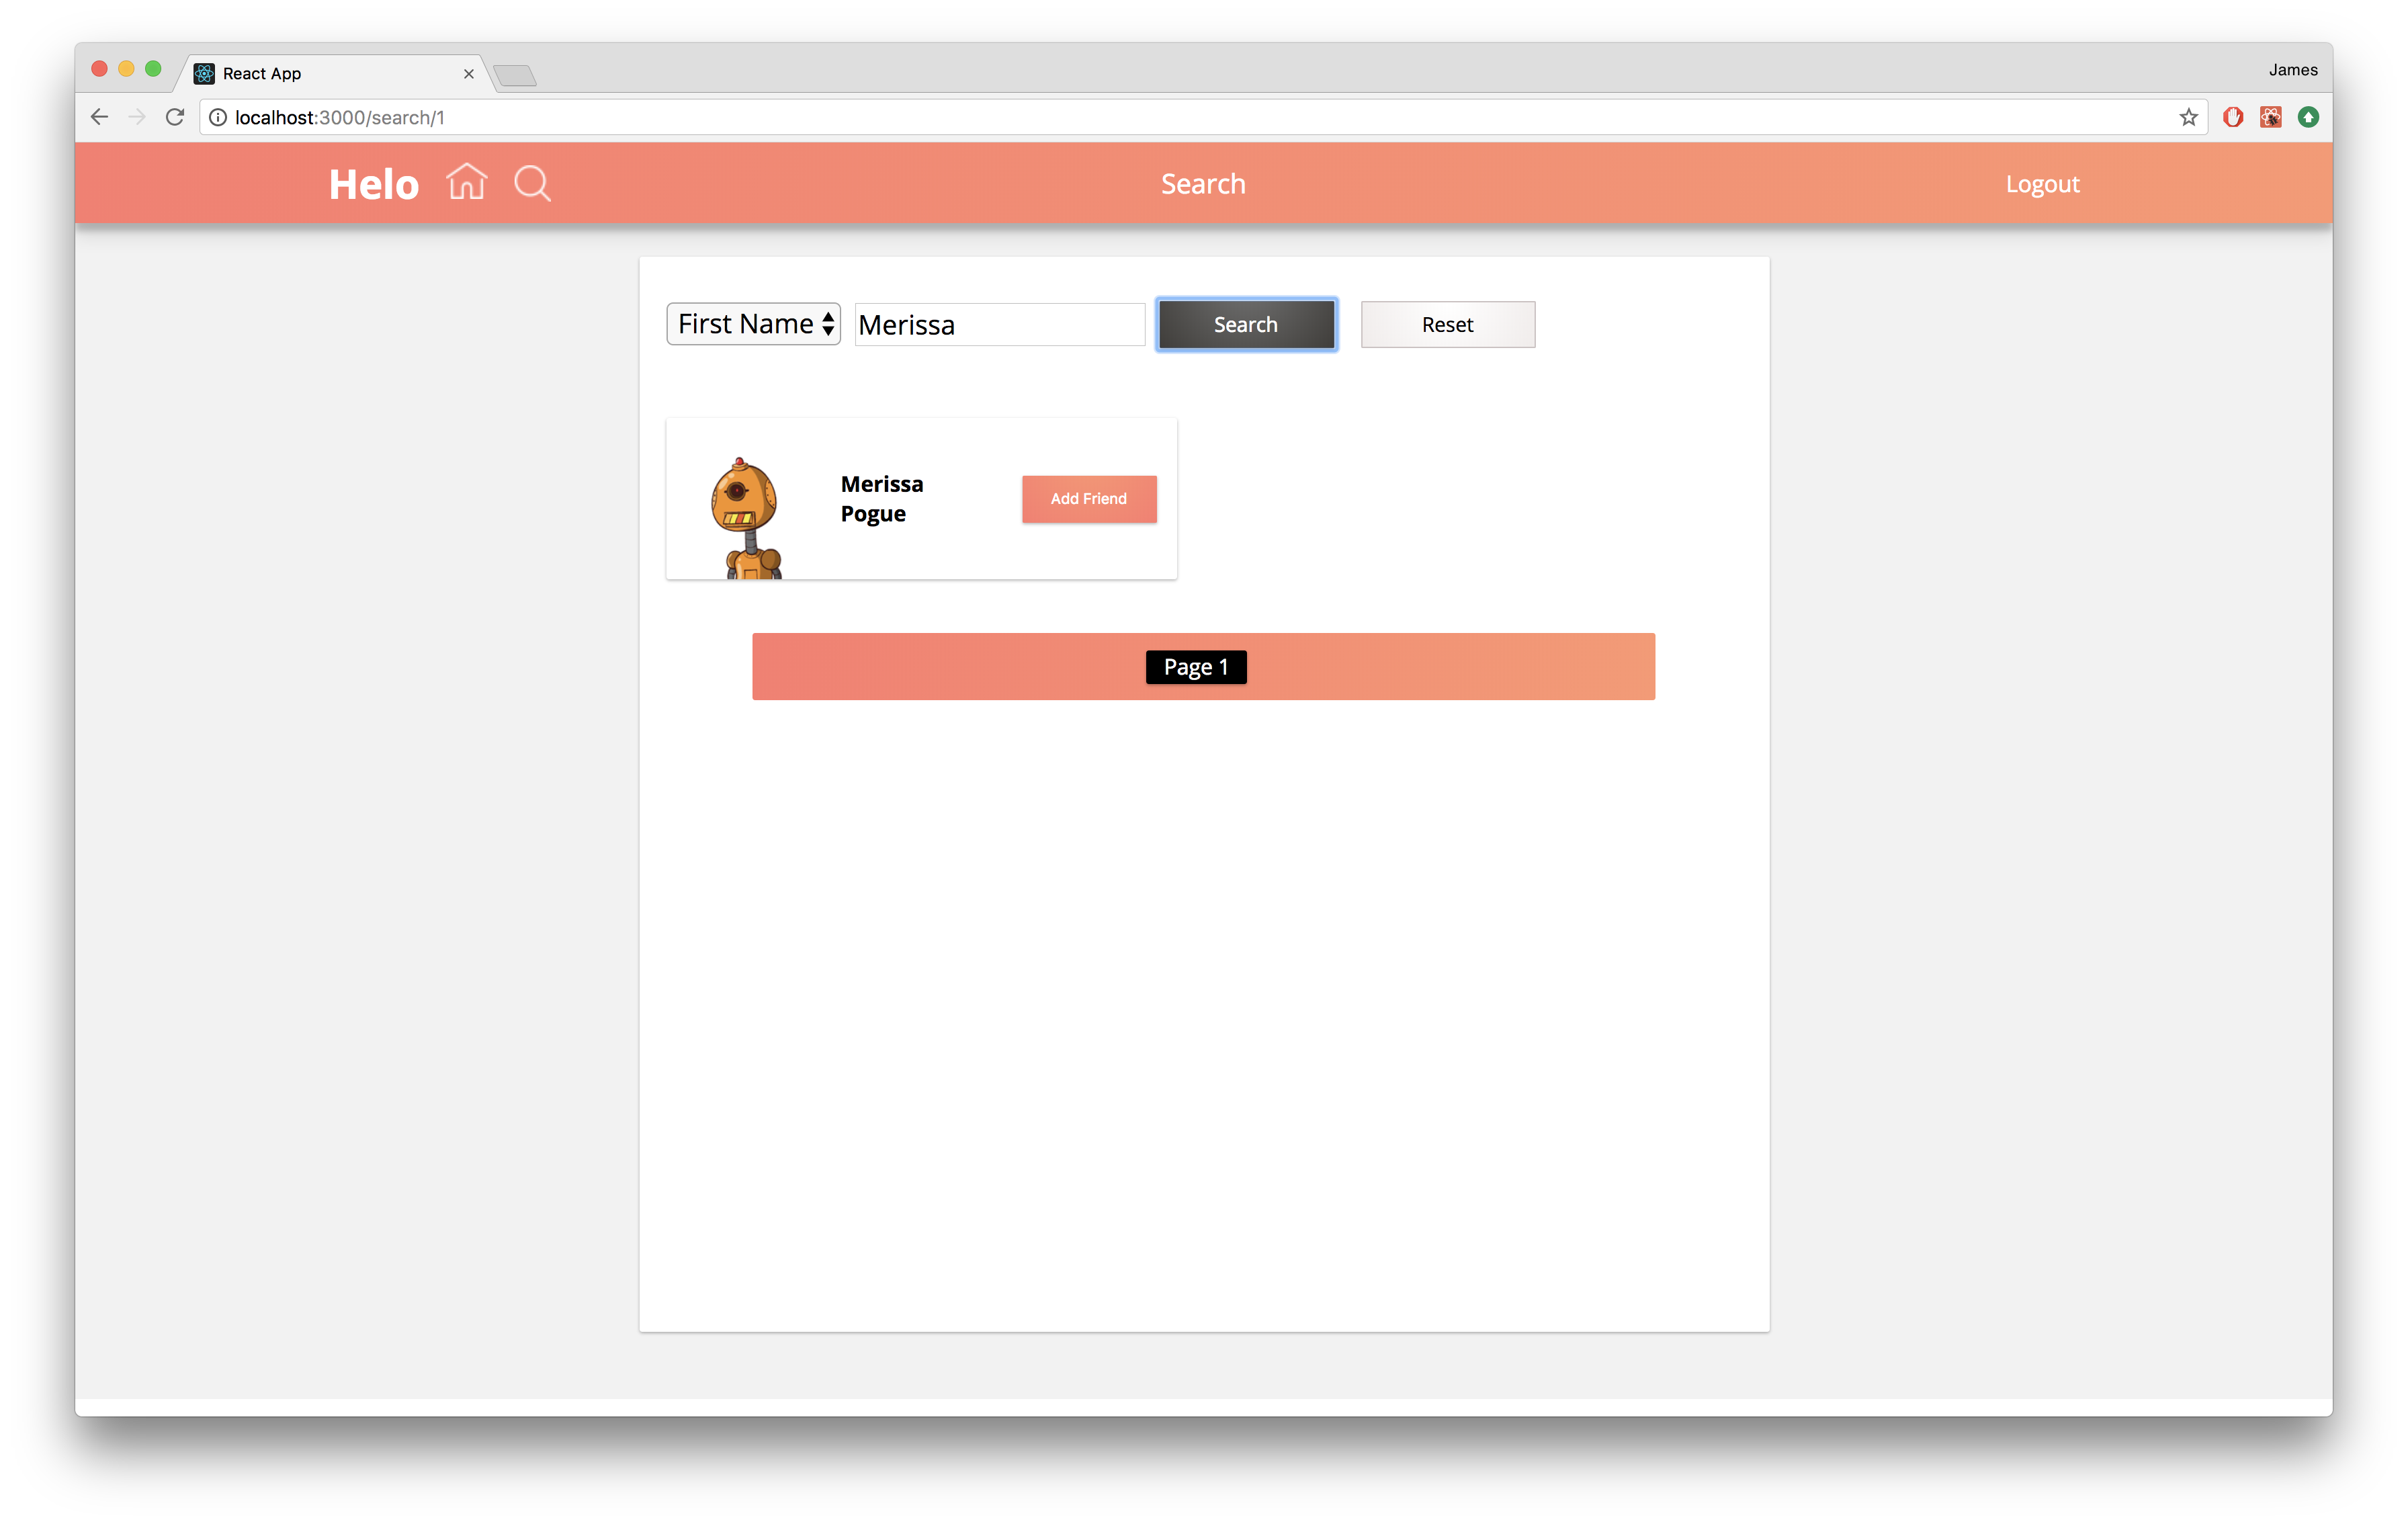 React App
James
localhost:3000/search/1
Helo
Search
Logout
First Name
Merissa
Search
Reset
Merissa
Pogue
Add Friend
Page 1